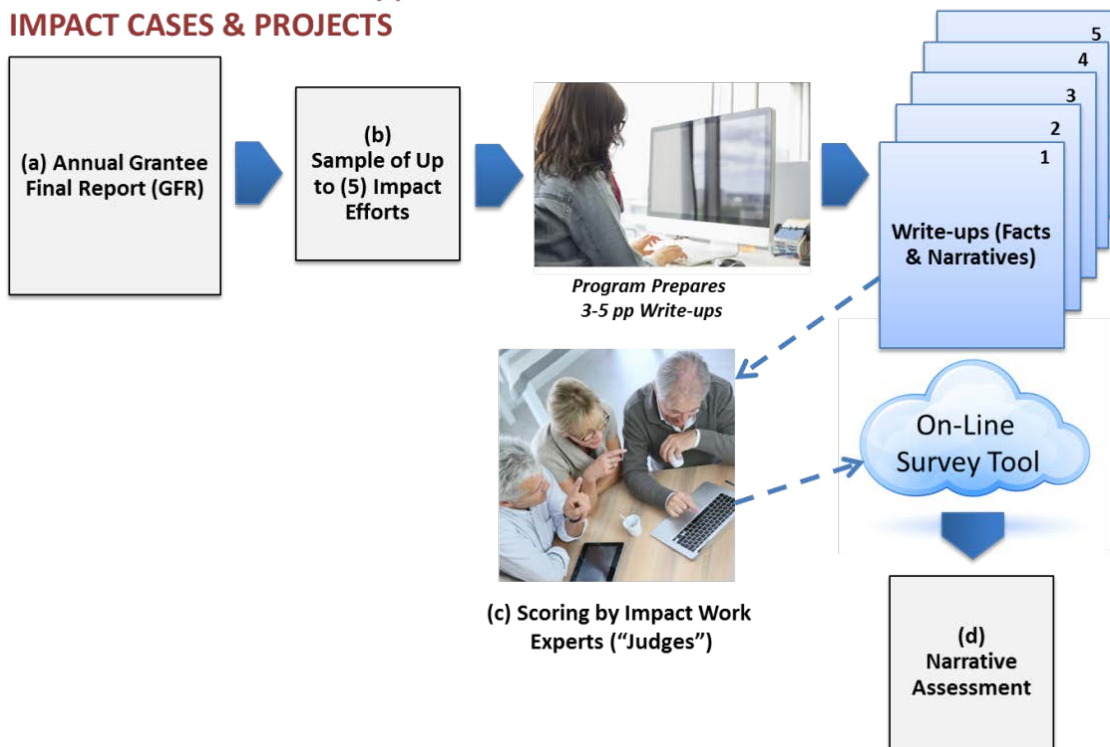 IMPACT CASES & PROJECTS
(a) Annual Grantee
Final Report (GFR)
(b)
Sample of Up
to (5) Impact
Efforts
Program Prepares
3-5 pp Write-ups
5
4
3
2
1
Write-ups (Facts
& Narratives)
On-Line
Survey Tool
(c) Scoring by Impact Work
Experts (“Judges”)
(d)
Narrative
Assessment